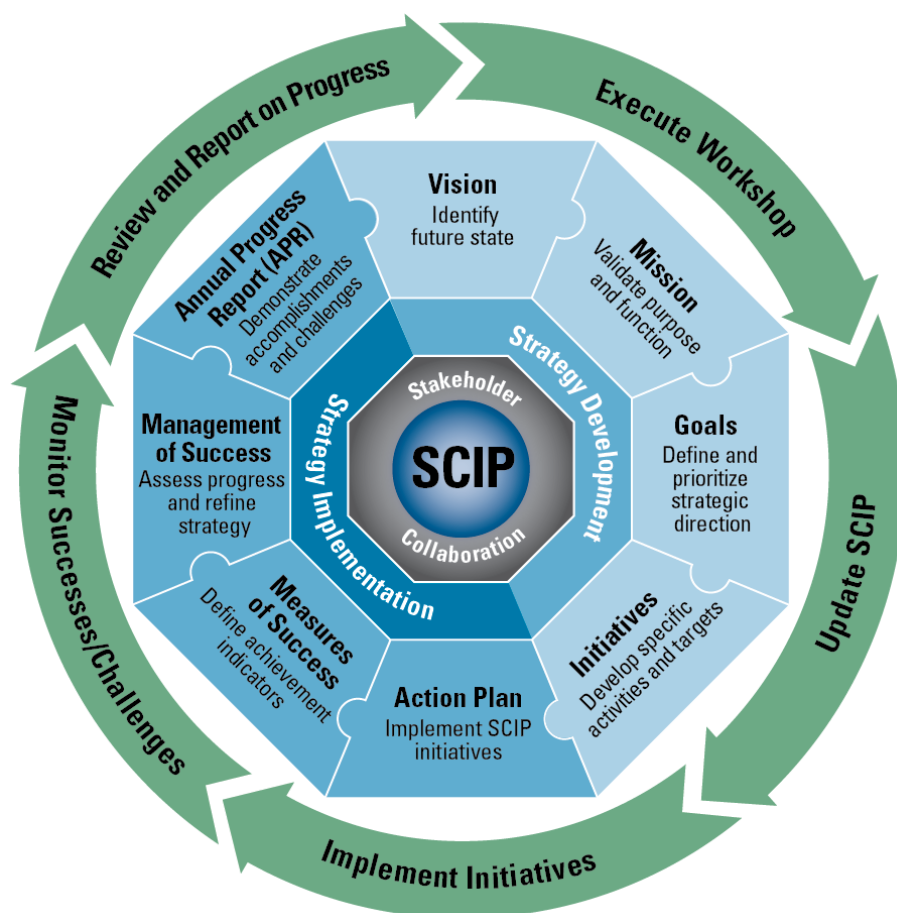 Review and Report on Progress
Execute Workshop
Update SCIP
Implement Initiatives
Monitor Successes/Challenges
Vision
Identify
future state
Mission
Validate purpose
and function
Goals
Define and
prioritize
strategic
direction
Initiatives
Develop specific
activities and targets
Action Plan
Implement SCIP
initiatives
Measures
of Success
Define achievement
indicators
Management
of Success
Assess progress
and refine
strategy
Annual Progress
Report (APR)
Demonstrate
accomplishments
and challenges
Strategy Development
Strategy Implementation
Stakeholder
SCIP
Collaboration